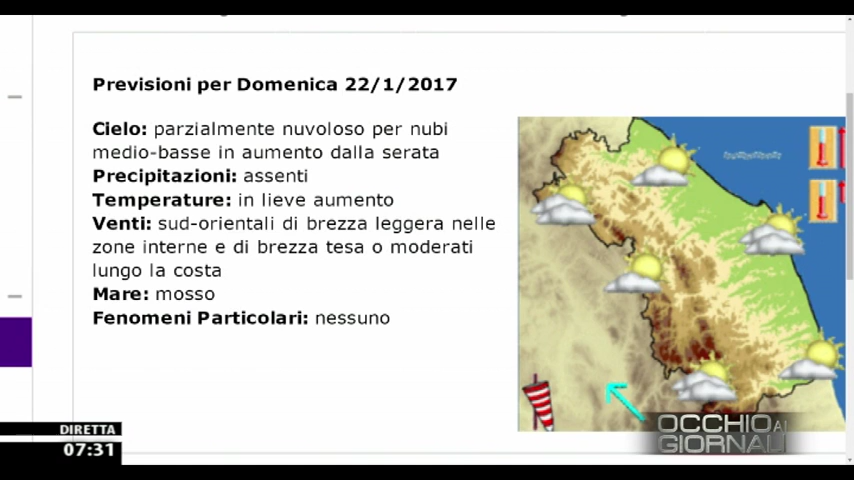 Previsioni per Domenica 22/1/2017
Cielo: parzialmente nuvoloso per nubi
medio-basse in aumento dalla serata
Precipitazioni: assenti
Temperature: in lieve aumento
Venti: sud-orientali di brezza leggera nelle
zone interne e di brezza tesa o moderati
lungo la costa
Mare: mosso
Fenomeni Particolari: nessuno
DIRETTA
07:31
OCCHIO AI
GIORNALI